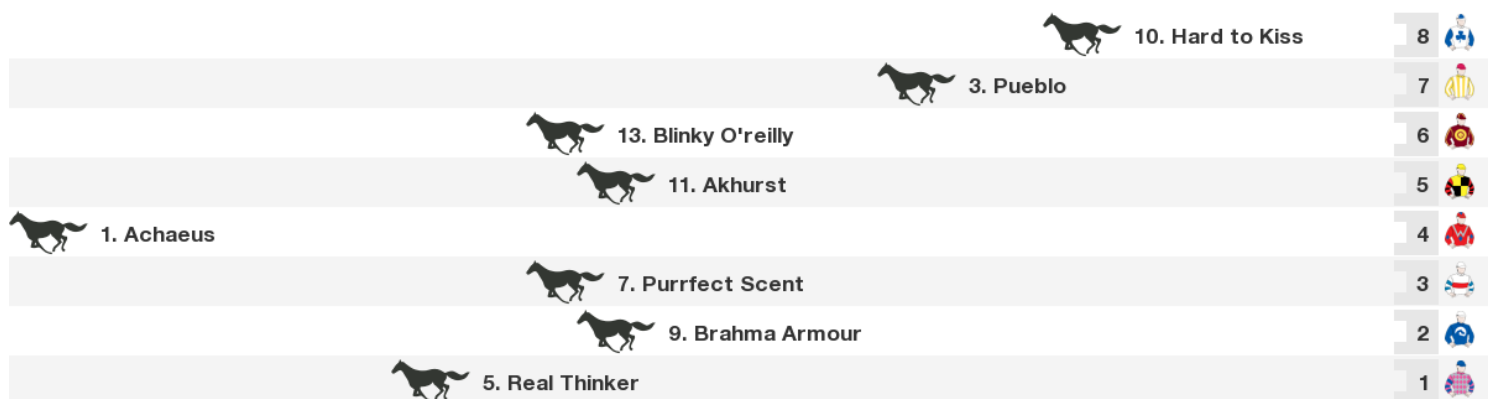 10. Hard to Kiss 8
3. Pueblo 7
13. Blinky O'reilly 6
11. Akhurst 5
1. Achaeus 4
7. Purrfect Scent 3
9. Brahma Armour 2
5. Real Thinker 1